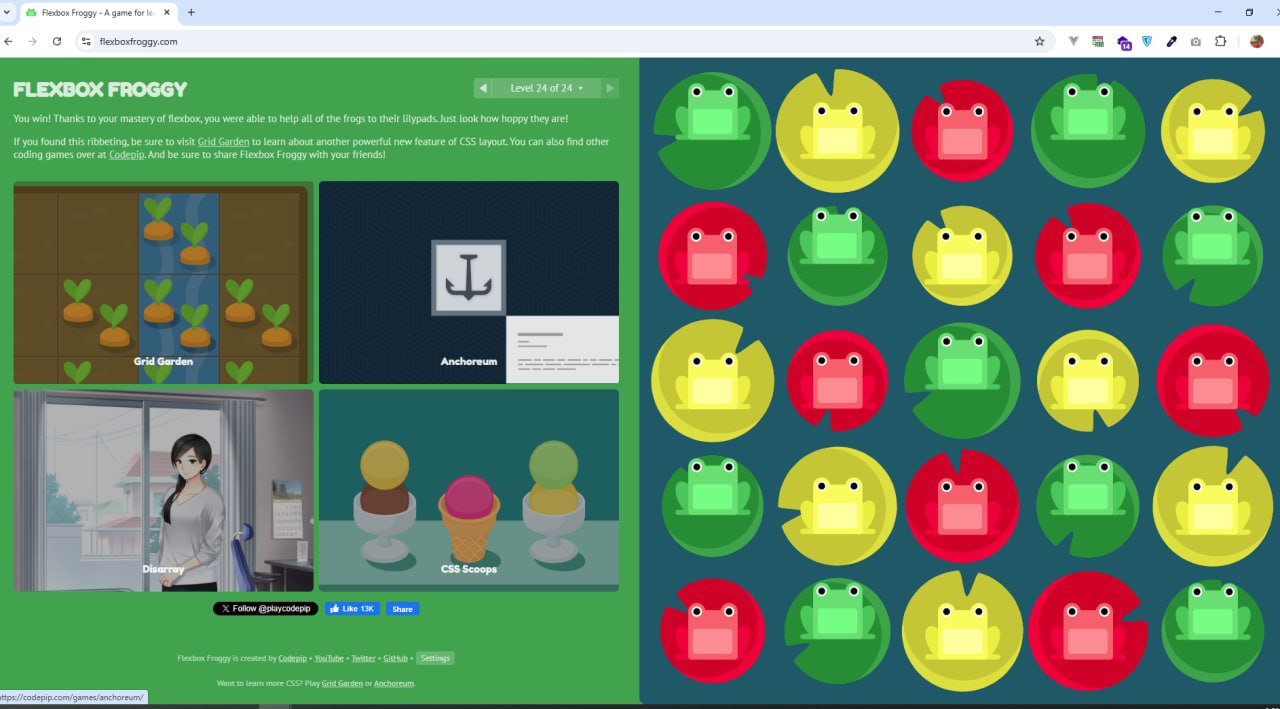 Flexbox Froggy - A game for le
flexboxfroggy.com
14
FLEXBOX FROGGY
Level 24 of 24
You win! Thanks to your mastery of flexbox, you were able to help all of the frogs to their lilypads. Just look how hoppy they are!
If you found this ribbeting, be sure to visit Grid Garden to learn about another powerful new feature of CSS layout. You can also find other
coding games over at Codepip. And be sure to share Flexbox Froggy with your friends!
Grid Garden
Anchoreum
Disarray
CSS Scoops
X Follow @playcodepip
Like 13K
Share
Flexbox Froggy is created by Codepip • YouTube • Twitter • GitHub • Settings
Want to learn more CSS? Play Grid Garden or Anchoreum.
ttps://codepip.com/games/anchoreum/